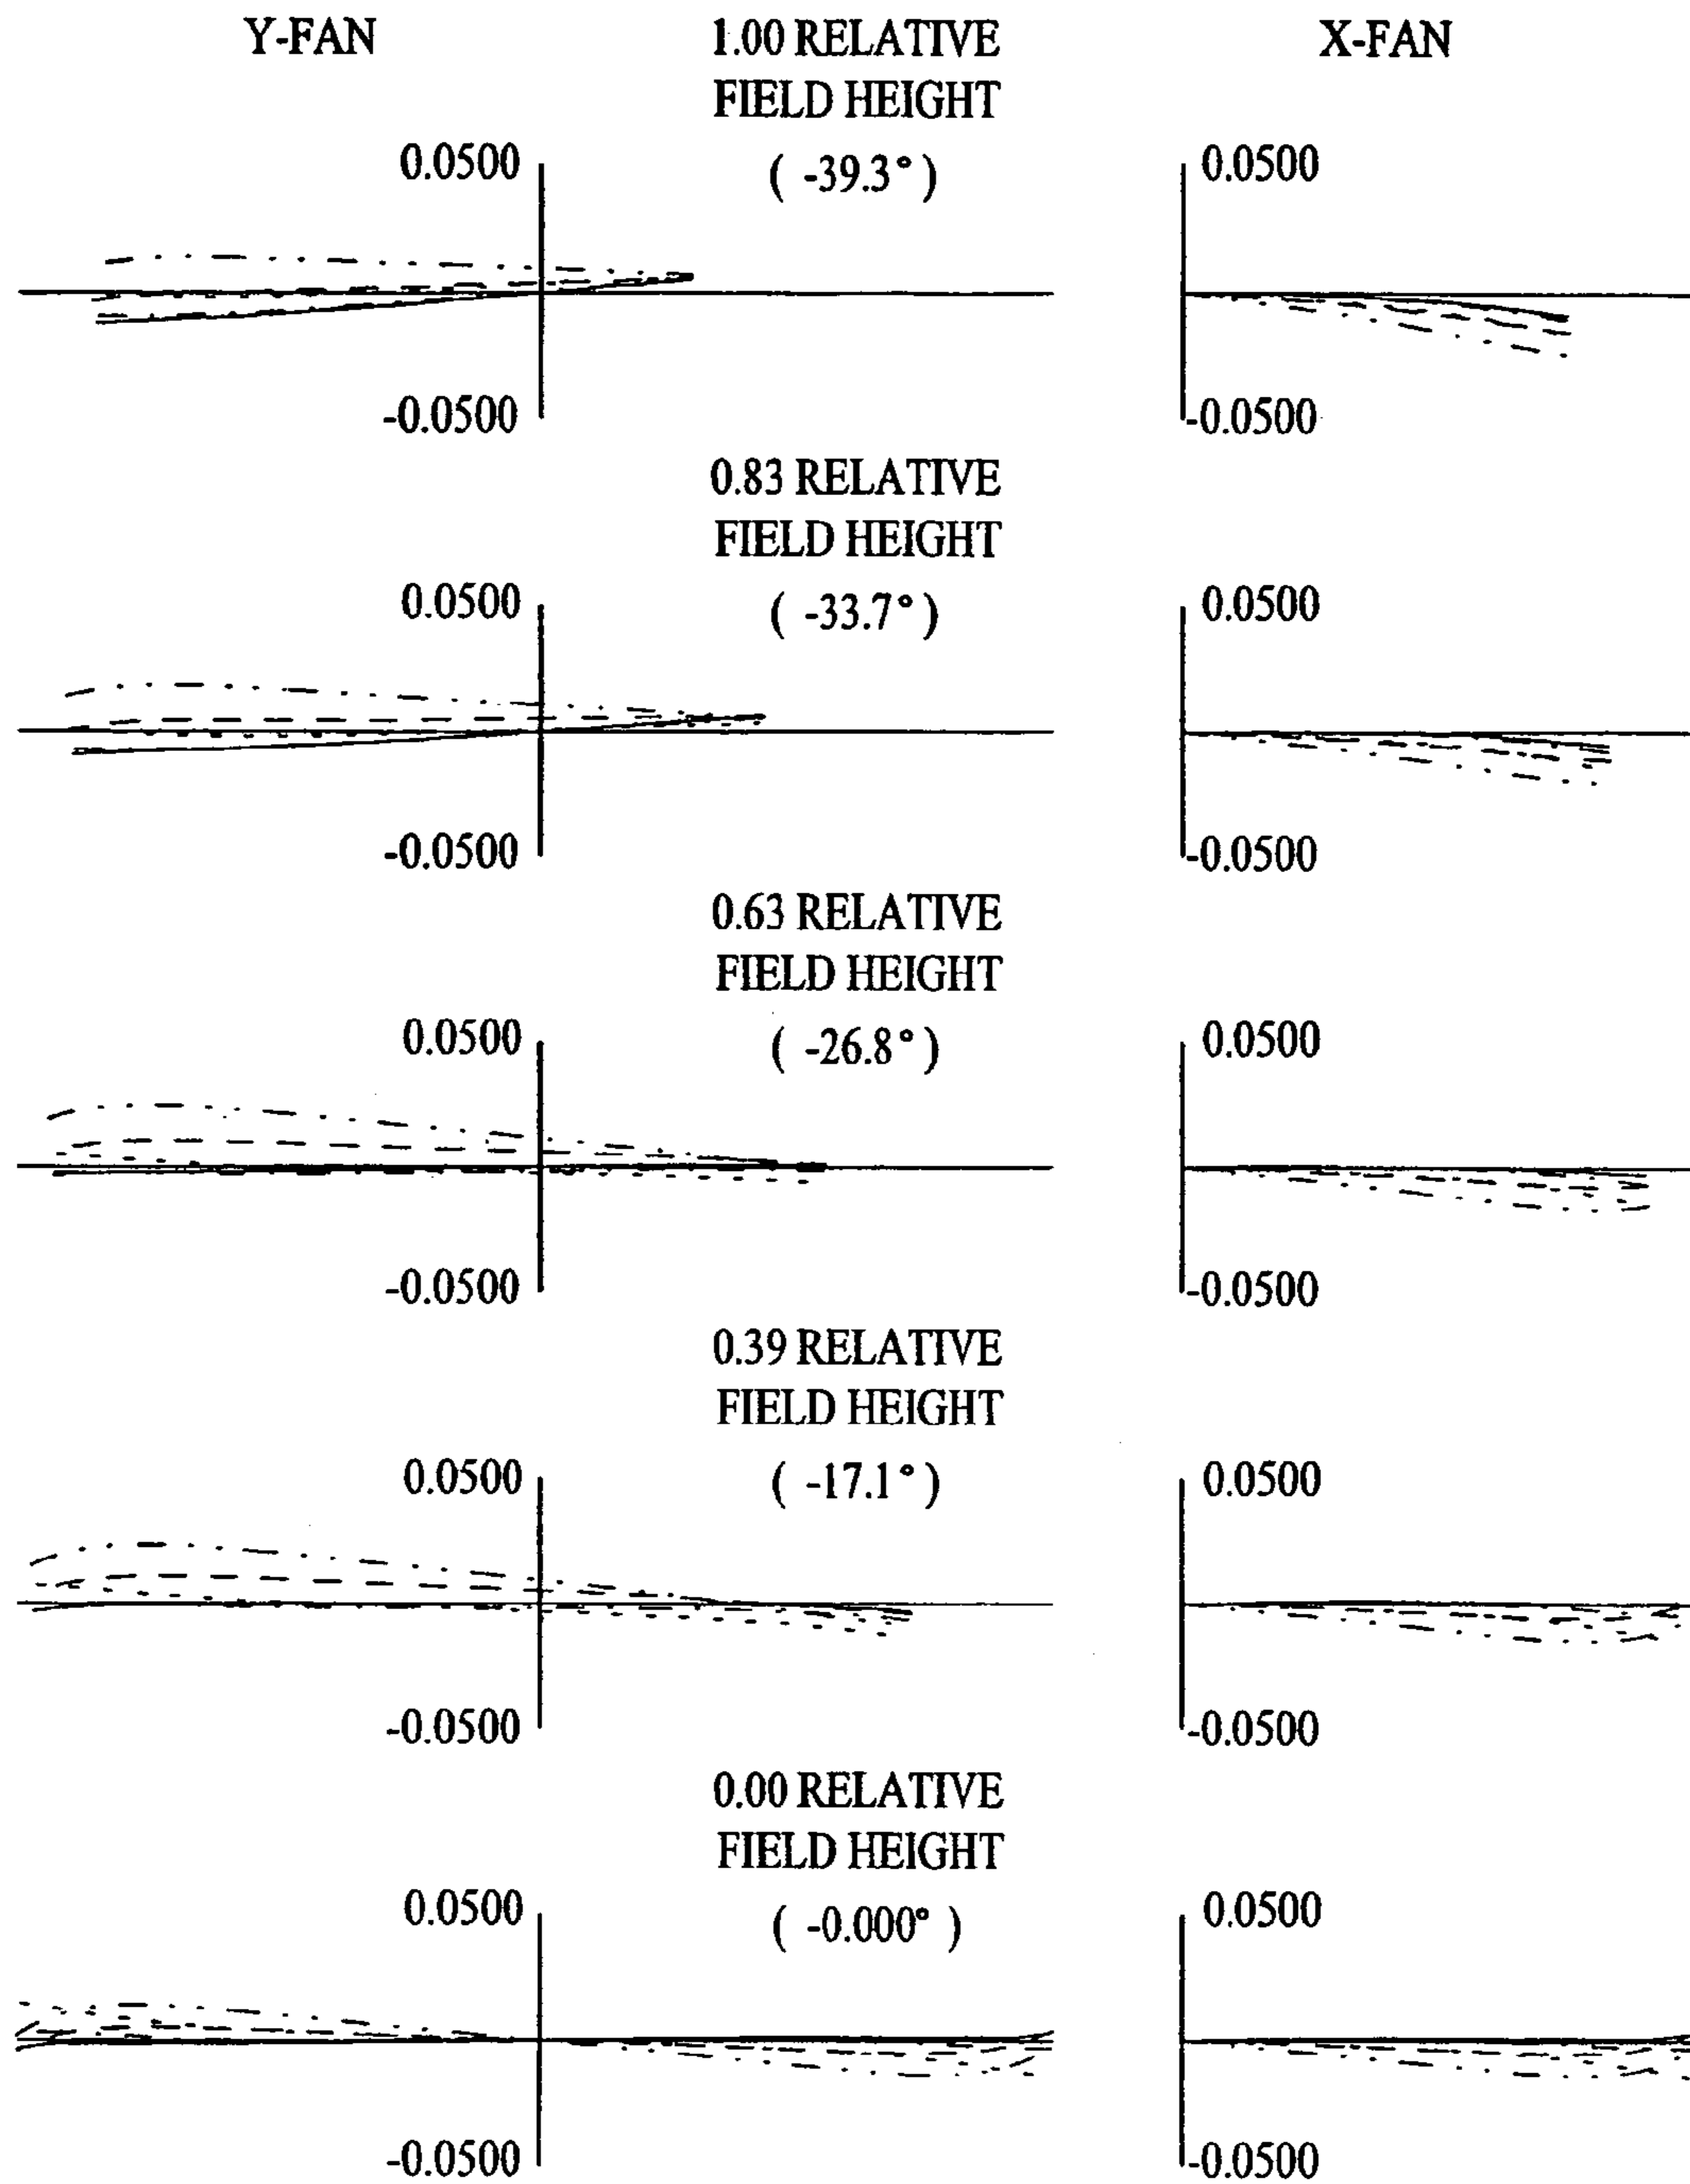 Y-FAN
1.00 RELATIVE
FIELD HEIGHT
( -39.3° )
X-FAN
0.0500
-0.0500
0.0500
-0.0500
0.83 RELATIVE
FIELD HEIGHT
( -33.7° )
0.0500
-0.0500
0.0500
-0.0500
0.63 RELATIVE
FIELD HEIGHT
( -26.8° )
0.0500
-0.0500
0.0500
-0.0500
0.39 RELATIVE
FIELD HEIGHT
( -17.1° )
0.0500
-0.0500
0.0500
-0.0500
0.00 RELATIVE
FIELD HEIGHT
( -0.000° )
0.0500
-0.0500
0.0500
-0.0500